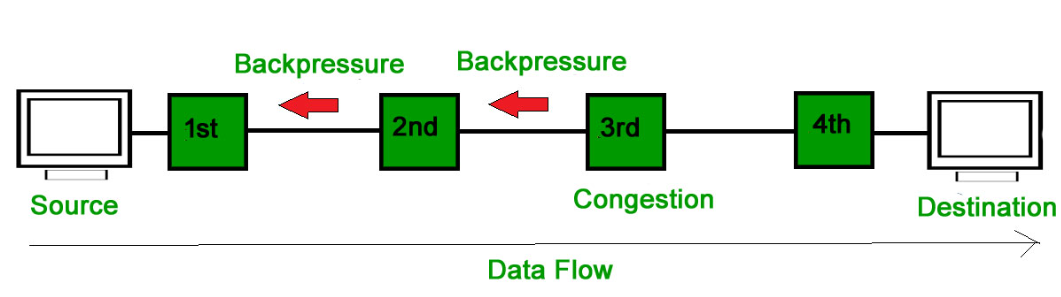 Backpressure
Backpressure
1st
2nd
3rd
4th
Source
Congestion
Destination
Data Flow